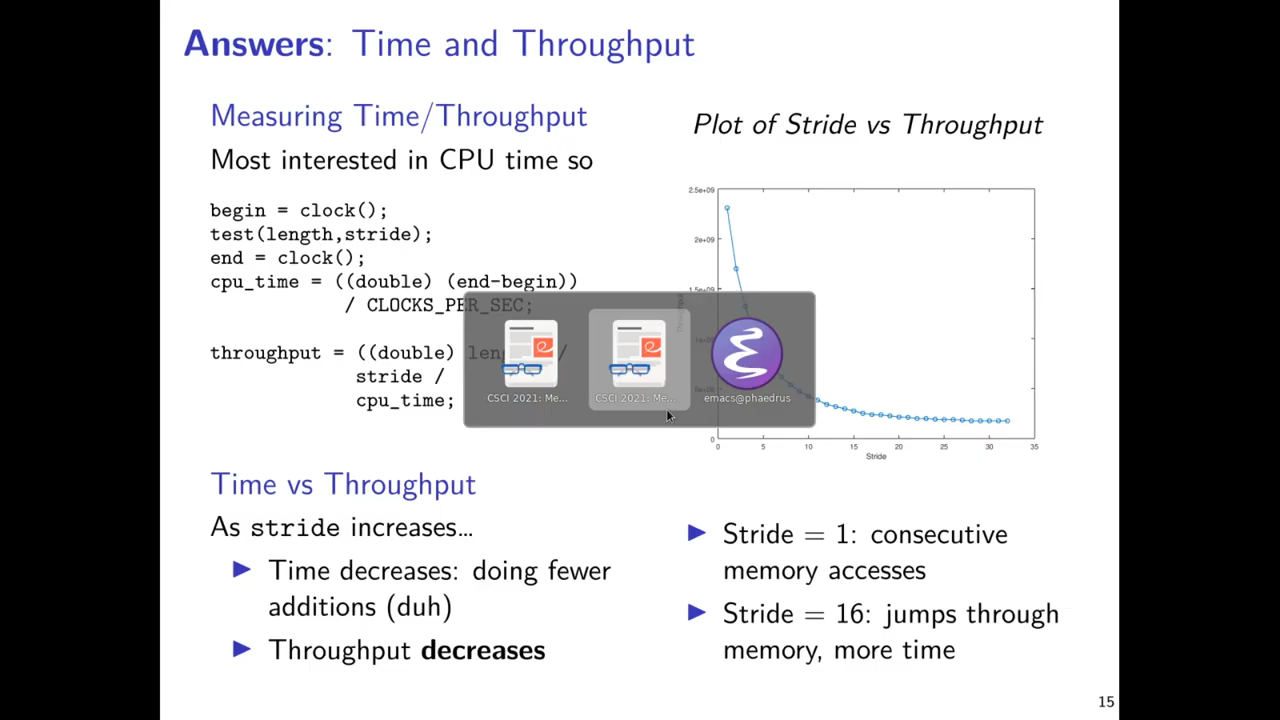 Answers: Time and Throughput
Measuring Time/Throughput
Most interested in CPU time so
begin = clock();
test(length,stride);
end = clock();
cpu_time = ((double) (end-begin))
/ CLOCKS_PER_SEC;
throughput = ((double) /
stride /
cpu_time;
CSCI 2021: Me...
CSCI 2021: Me...
emacs@phaedrus
Time vs Throughput
As stride increases...
▶ Time decreases: doing fewer
additions (duh)
▶ Throughput decreases
Plot of Stride vs Throughput
2.5e+09
2e+09
0
0 5 10 15 20 25 30 35
Stride
▶ Stride = 1: consecutive
memory accesses
▶ Stride = 16: jumps through
memory, more time
15